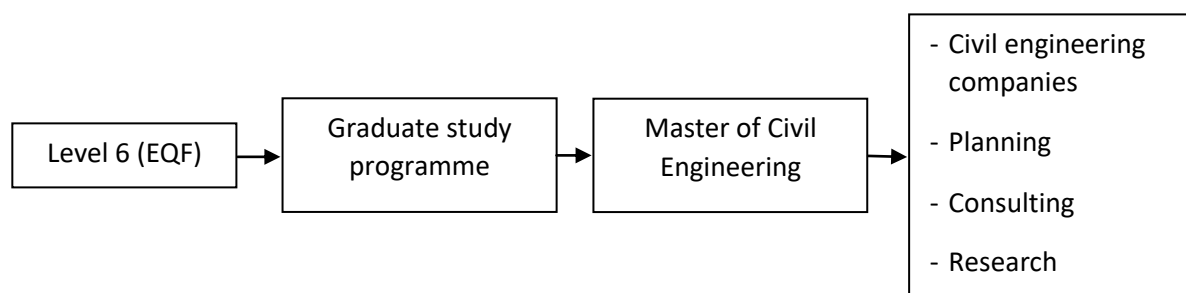 Level 6 (EQF)
Graduate study
programme
Master of Civil
Engineering
- Civil engineering
companies
- Planning
- Consulting
- Research